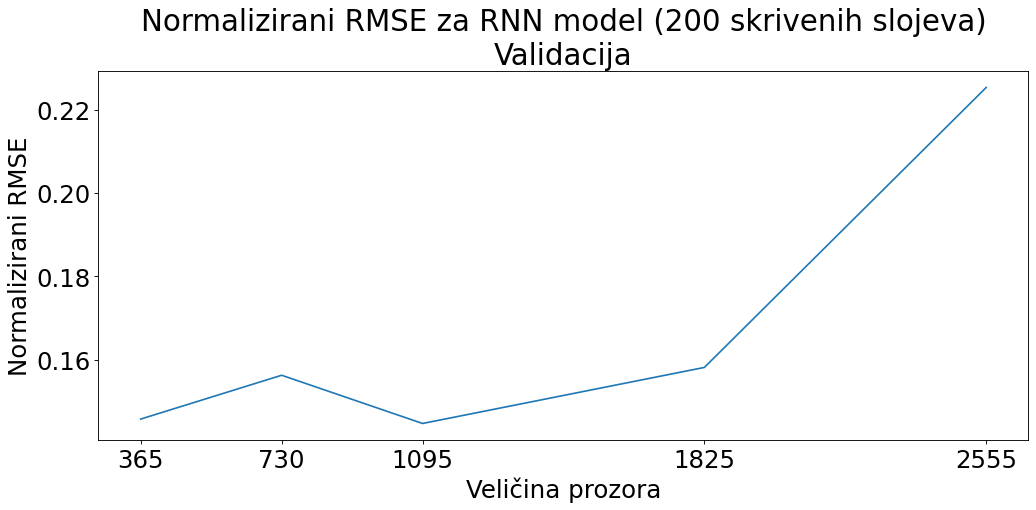 Normalizirani RMSE za RNN model (200 skrivenih slojeva)
Validacija
Normalizirani RMSE
0.22
0.20
0.18
0.16
365 730 1095 1825 2555
Veličina prozora